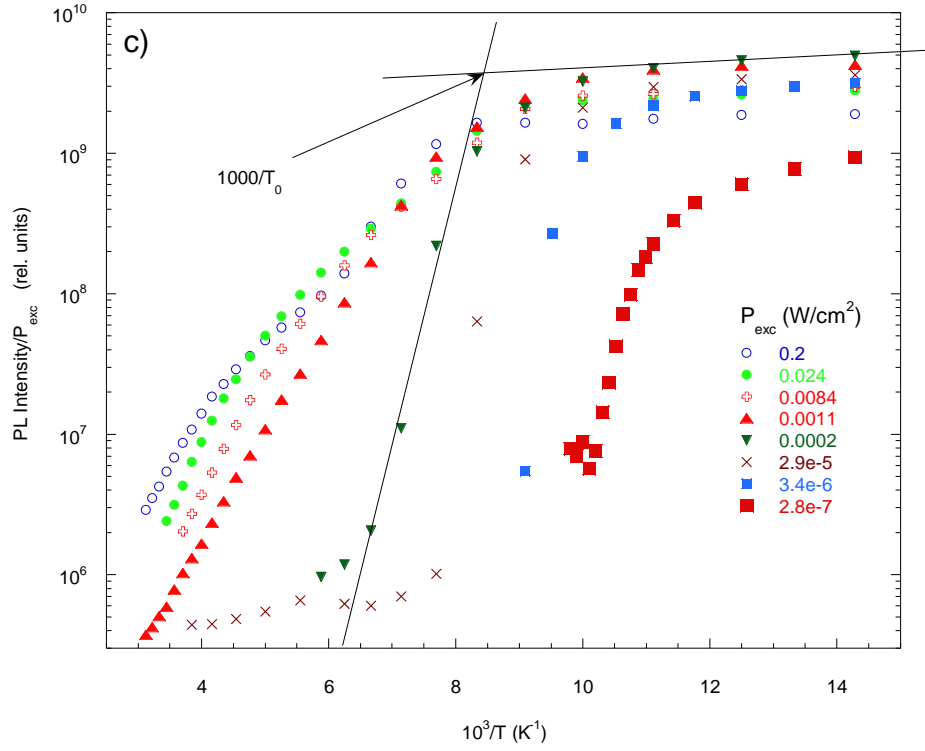 c)
10^10
10^9
10^8
10^7
10^6
PL Intensity/P_exc (rel. units)
1000/T_0
P_exc (W/cm^2)
0.2
0.024
0.0084
0.0011
0.0002
2.9e-5
3.4e-6
2.8e-7
4 6 8 10 12 14
10^3/T (K^-1)